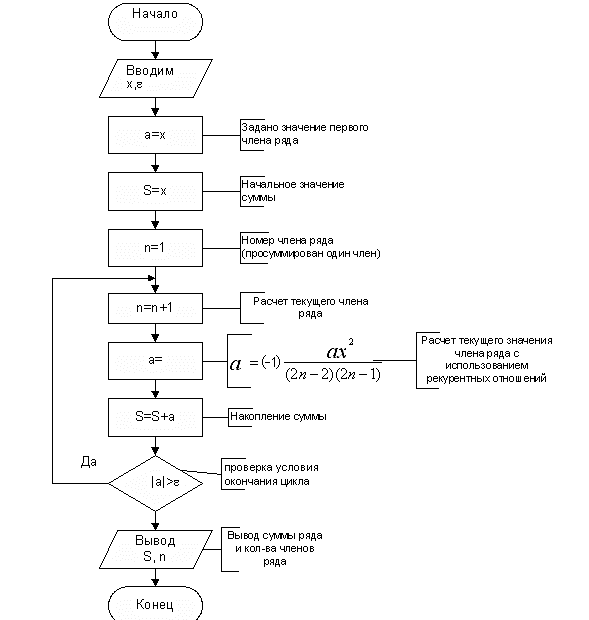 Начало
Вводим
x,ε
a=x
Задано значение первого
члена ряда
S=x
Начальное значение
суммы
n=1
Номер члена ряда
(просуммирован один член)
n=n+1
Расчет текущего члена
ряда
a=
a = (-1) ax² / (2n − 2)(2n − 1)
Расчет текущего значения
члена ряда с
использованием
рекурентных отношений
S=S+a
Накопление суммы
Да
|a|>ε
проверка условия
окончания цикла
Вывод
S, n
Вывод суммы ряда
и кол-ва членов
ряда
Конец